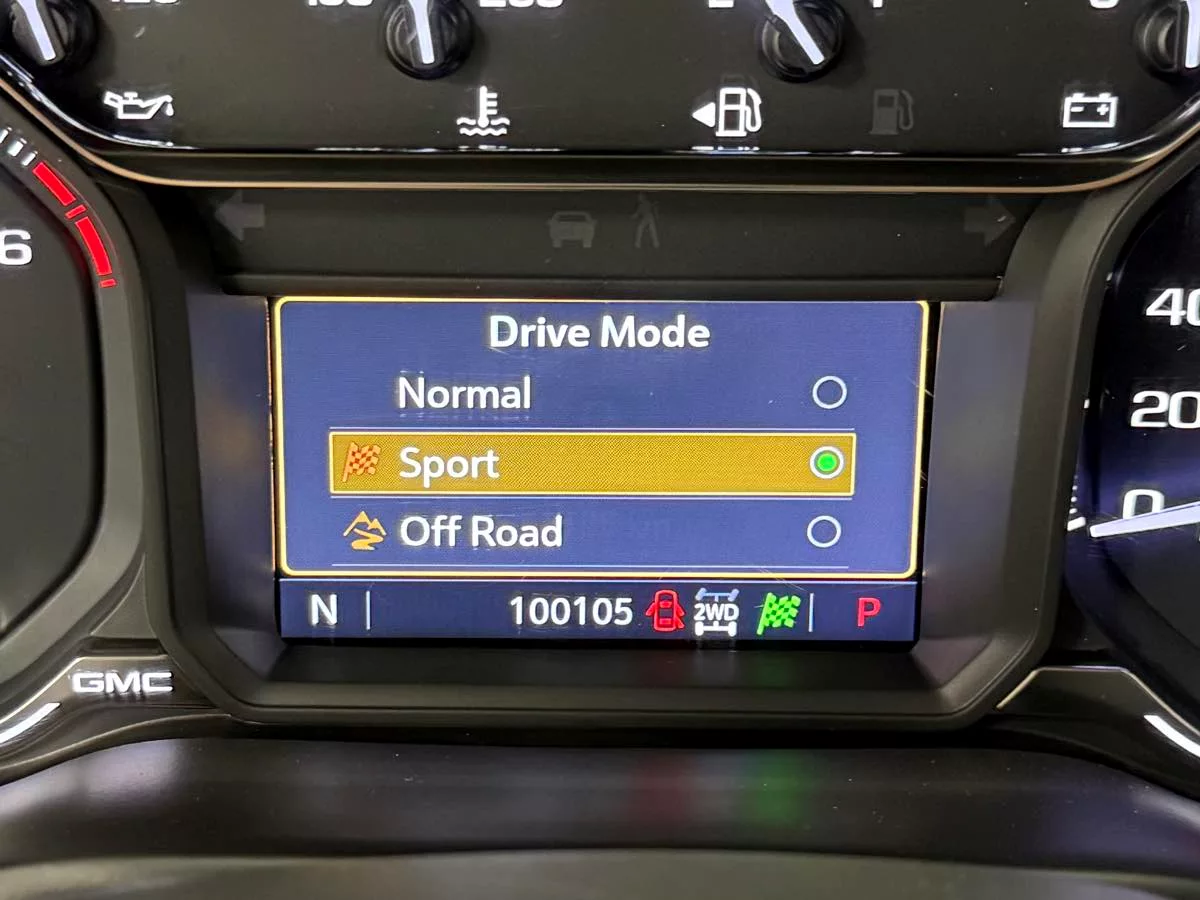 6
40
20
0
Drive Mode
Normal
Sport
Off Road
N 100105 2WD P
GMC